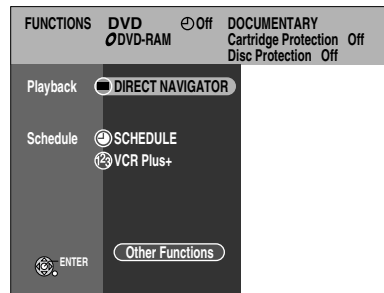 FUNCTIONS DVD Off DOCUMENTARY
DVD-RAM Cartridge Protection Off
Disc Protection Off
Playback DIRECT NAVIGATOR
Schedule SCHEDULE
123 VCR Plus+
Other Functions
ENTER